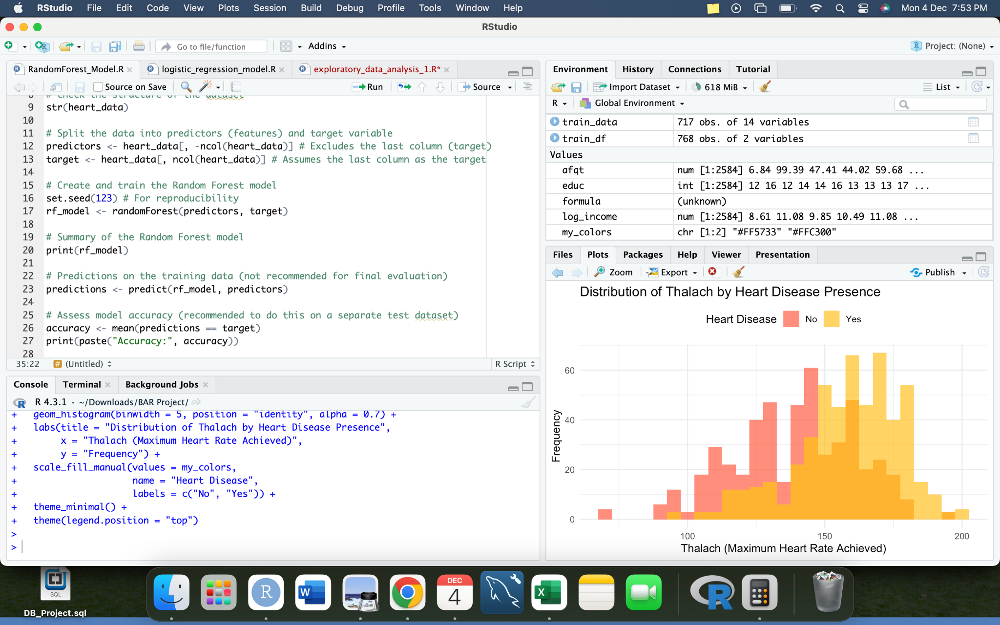 RStudio File Edit Code View Plots Session Build Debug Profile Tools Window Help Mon 4 Dec 7:53 PM
RStudio
Go to file/function Addins Project: (None)
RandomForest_Model.R logistic_regression_model.R exploratory_data_analysis_1.R*
Source on Save Run Source
8 # Check the structure of the dataset
9 str(heart_data)
10
11 # Split the data into predictors (features) and target variable
12 predictors <- heart_data[, -ncol(heart_data)] # Excludes the last column (target)
13 target <- heart_data[, ncol(heart_data)] # Assumes the last column as the target
14
15 # Create and train the Random Forest model
16 set.seed(123) # For reproducibility
17 rf_model <- randomForest(predictors, target)
18
19 # Summary of the Random Forest model
20 print(rf_model)
21
22 # Predictions on the training data (not recommended for final evaluation)
23 predictions <- predict(rf_model, predictors)
24
25 # Assess model accuracy (recommended to do this on a separate test dataset)
26 accuracy <- mean(predictions == target)
27 print(paste("Accuracy:", accuracy))
28
35:22 # (Untitled) R Script
Console Terminal Background Jobs
R R 4.3.1 · ~/Downloads/BAR Project/
+ geom_histogram(binwidth = 5, position = "identity", alpha = 0.7) +
+ labs(title = "Distribution of Thalach by Heart Disease Presence",
+ x = "Thalach (Maximum Heart Rate Achieved)",
+ y = "Frequency") +
+ scale_fill_manual(values = my_colors,
+ name = "Heart Disease",
+ labels = c("No", "Yes")) +
+ theme_minimal() +
+ theme(legend.position = "top")
>
>
Environment History Connections Tutorial
Import Dataset 618 MiB List
R Global Environment
train_data 717 obs. of 14 variables
train_df 768 obs. of 2 variables
Values
afqt num [1:2584] 6.84 99.39 47.41 44.02 59.68 ...
educ int [1:2584] 12 16 12 14 14 16 13 13 13 17 ...
formula (unknown)
log_income num [1:2584] 8.61 11.08 9.85 10.49 11.08 ...
my_colors chr [1:2] "#FF5733" "#FFC300"
Files Plots Packages Help Viewer Presentation
Zoom Export Publish
Distribution of Thalach by Heart Disease Presence
Heart Disease No Yes
Frequency
60
40
20
0
100 150 200
Thalach (Maximum Heart Rate Achieved)
SQL
DB_Project.sql
R
W
DEC
4
X
R